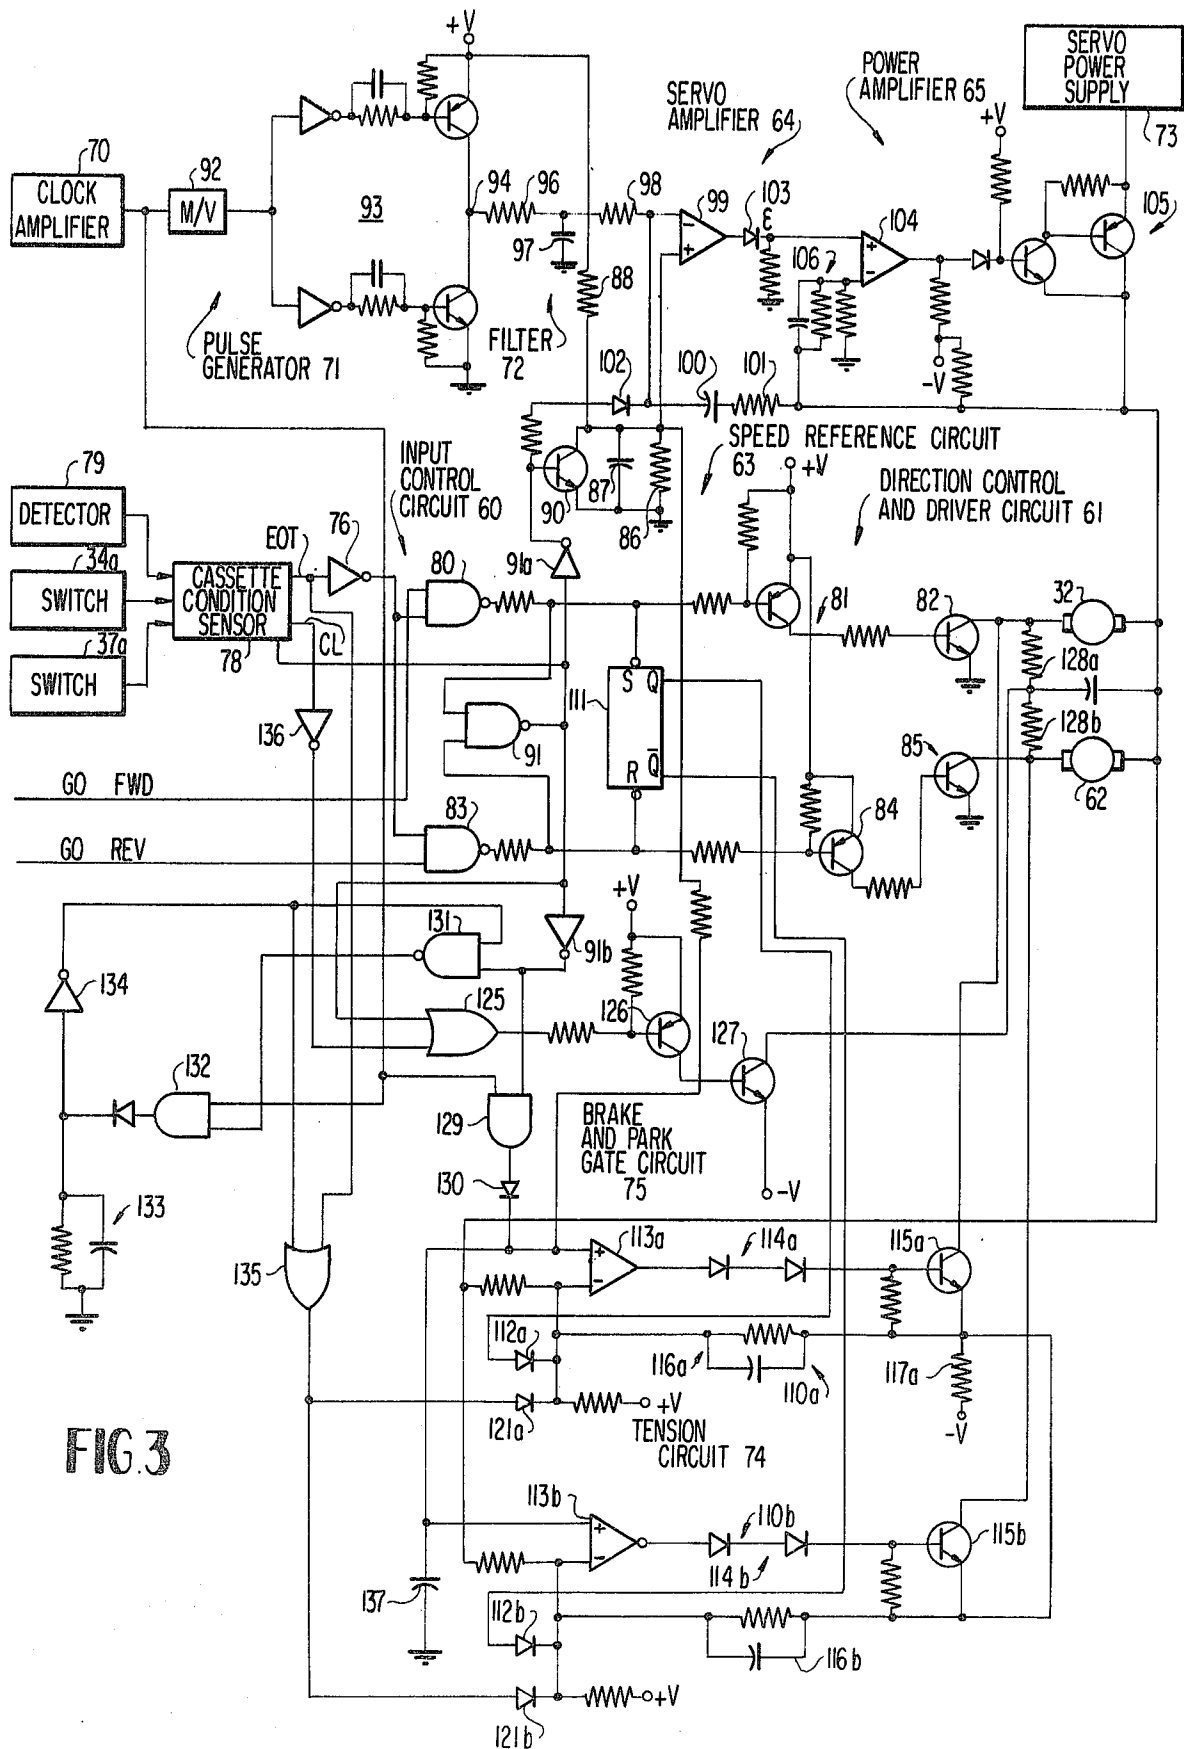 +V
SERVO
POWER
SUPPLY
73
POWER
AMPLIFIER 65
SERVO
AMPLIFIER 64
+V
70
CLOCK
AMPLIFIER
92
M/V
93
94
96
98
97
99
103
ε
104
105
106
88
PULSE
GENERATOR 71
FILTER
72
102
100
101
-V
SPEED REFERENCE CIRCUIT
63
+V
DIRECTION CONTROL
AND DRIVER CIRCUIT 61
INPUT
CONTROL
CIRCUIT 60
90
87
86
79
DETECTOR
34a
SWITCH
37a
SWITCH
EOT
76
CASSETTE
CONDITION
SENSOR
78
CL
80
91a
81
82
32
128a
128b
111
S Q
R Q̅
91
136
85
62
84
GO FWD
GO REV
83
+V
131
91b
134
125
126
127
132
129
BRAKE
AND PARK
GATE CIRCUIT
75
-V
130
133
135
113a
114a
115a
112a
116a
110a
117a
121a
+V
-V
TENSION
CIRCUIT 74
FIG.3
113b
110b
114b
115b
137
112b
116b
121b
+V